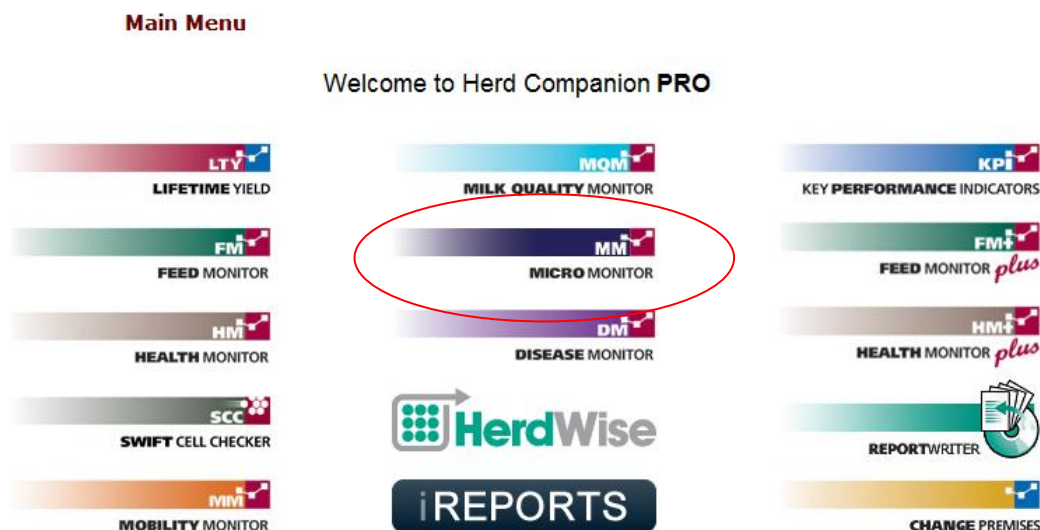 Main Menu
Welcome to Herd Companion PRO
LTY
LIFETIME YIELD
MQM
MILK QUALITY MONITOR
KPI
KEY PERFORMANCE INDICATORS
FM
FEED MONITOR
MM
MICRO MONITOR
FM+
FEED MONITOR plus
HM
HEALTH MONITOR
DM
DISEASE MONITOR
HM+
HEALTH MONITOR plus
SCC
SWIFT CELL CHECKER
HerdWise
REPORTWRITER
MM
MOBILITY MONITOR
iREPORTS
CHANGE PREMISES